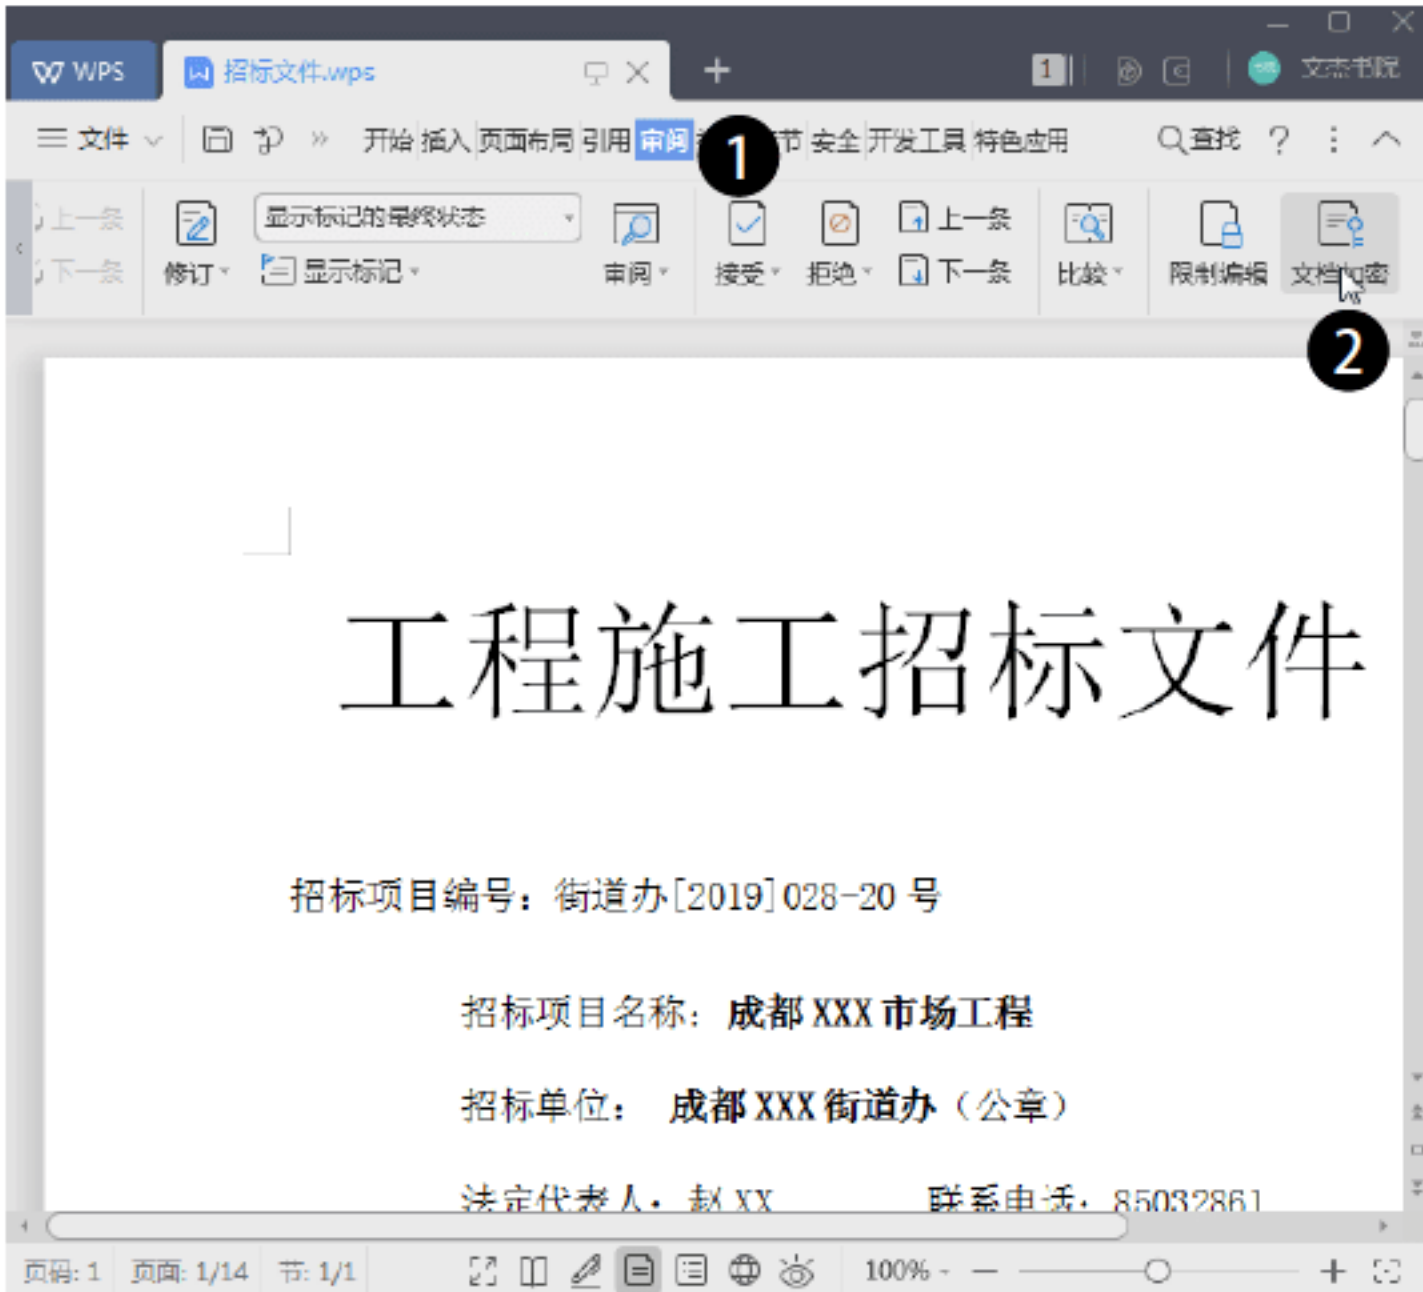 WPS 招标文件.wps 1 文杰书院
文件 开始 插入 页面布局 引用 审阅 1 节 安全 开发工具 特色应用 查找 ?
上一条 显示标记的最终状态 上一条
下一条 修订 显示标记 审阅 接受 拒绝 下一条 比较 限制编辑 文档加密
2
工程施工招标文件
招标项目编号：街道办[2019]028-20 号
招标项目名称：成都 XXX 市场工程
招标单位： 成都 XXX 街道办（公章）
法定代表人：赵 XX 联系电话：85032861
页码: 1 页面: 1/14 节: 1/1 100%